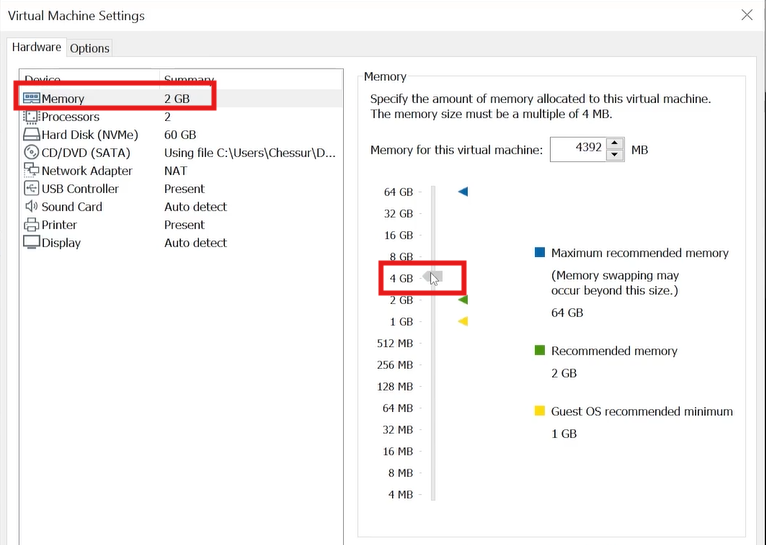 Virtual Machine Settings
Hardware Options
Device Summary
Memory 2 GB
Processors 2
Hard Disk (NVMe) 60 GB
CD/DVD (SATA) Using file C:\Users\Chessur\D...
Network Adapter NAT
USB Controller Present
Sound Card Auto detect
Printer Present
Display Auto detect
Memory
Specify the amount of memory allocated to this virtual machine.
The memory size must be a multiple of 4 MB.
Memory for this virtual machine: 4392 MB
64 GB
32 GB
16 GB
8 GB
4 GB
2 GB
1 GB
512 MB
256 MB
128 MB
64 MB
32 MB
16 MB
8 MB
4 MB
Maximum recommended memory
(Memory swapping may
occur beyond this size.)
64 GB
Recommended memory
2 GB
Guest OS recommended minimum
1 GB